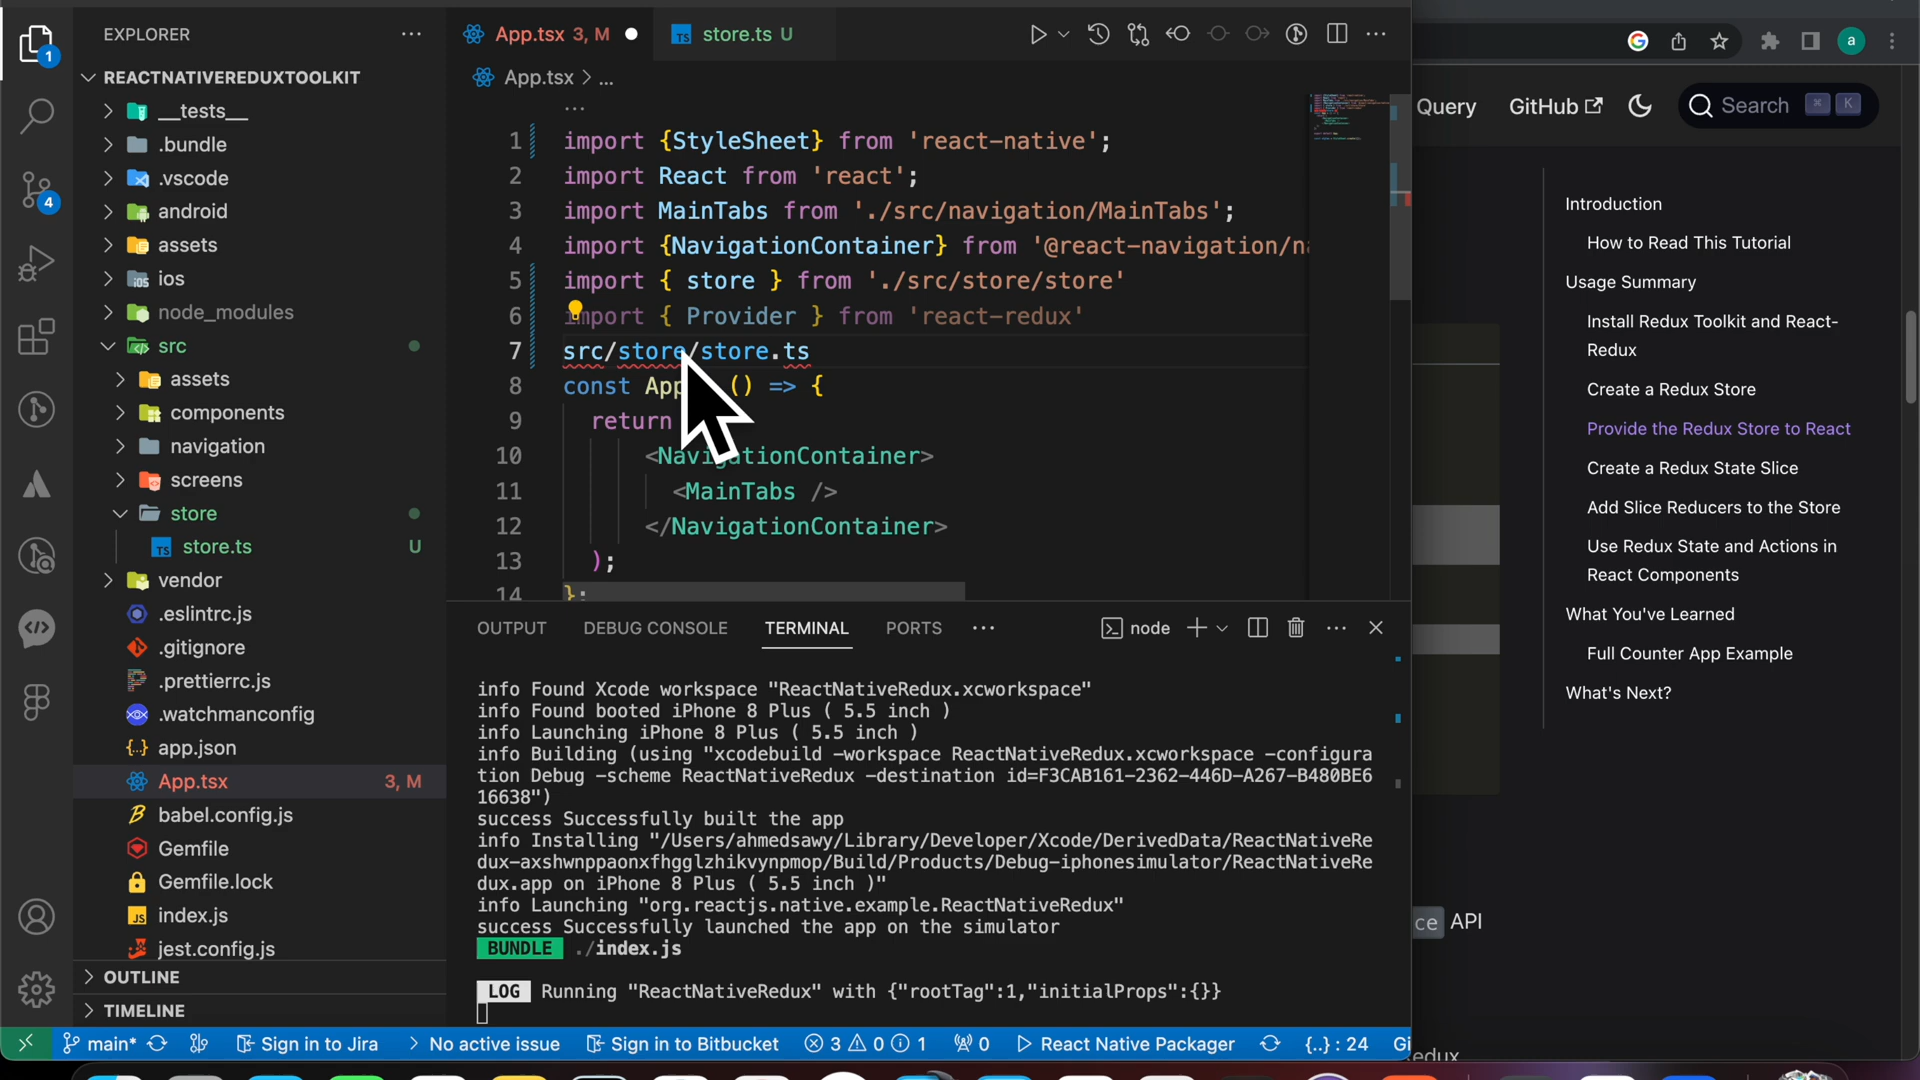 EXPLORER
App.tsx 3, M
store.ts U
App.tsx > ...
REACTNATIVEREDUXTOOLKIT
__tests__
.bundle
.vscode
android
assets
ios
node_modules
src
assets
components
navigation
screens
store
store.ts U
vendor
.eslintrc.js
.gitignore
.prettierrc.js
.watchmanconfig
app.json
App.tsx 3, M
babel.config.js
Gemfile
Gemfile.lock
index.js
jest.config.js
OUTLINE
TIMELINE
1
4
1 import {StyleSheet} from 'react-native';
2 import React from 'react';
3 import MainTabs from './src/navigation/MainTabs';
4 import {NavigationContainer} from '@react-navigation/na
5 import { store } from './src/store/store'
6 import { Provider } from 'react-redux'
7 src/store/store.ts
8 const App () => {
9 return
10 <NavigationContainer>
11 <MainTabs />
12 </NavigationContainer>
13 );
14 };
OUTPUT DEBUG CONSOLE TERMINAL PORTS
node
info Found Xcode workspace "ReactNativeRedux.xcworkspace"
info Found booted iPhone 8 Plus ( 5.5 inch )
info Launching iPhone 8 Plus ( 5.5 inch )
info Building (using "xcodebuild -workspace ReactNativeRedux.xcworkspace -configura
tion Debug -scheme ReactNativeRedux -destination id=F3CAB161-2362-446D-A267-B480BE6
16638")
success Successfully built the app
info Installing "/Users/ahmedsawy/Library/Developer/Xcode/DerivedData/ReactNativeRe
dux-axshwnppaonxfhgglzhikvynpmop/Build/Products/Debug-iphonesimulator/ReactNativeRe
dux.app on iPhone 8 Plus ( 5.5 inch )"
info Launching "org.reactjs.native.example.ReactNativeRedux"
success Successfully launched the app on the simulator
BUNDLE ./index.js
LOG Running "ReactNativeRedux" with {"rootTag":1,"initialProps":{}}
main* Sign in to Jira No active issue Sign in to Bitbucket 3 0 1 0 React Native Packager {..} : 24 Gi
a
Query GitHub Search ⌘ K
Introduction
How to Read This Tutorial
Usage Summary
Install Redux Toolkit and React-
Redux
Create a Redux Store
Provide the Redux Store to React
Create a Redux State Slice
Add Slice Reducers to the Store
Use Redux State and Actions in
React Components
What You've Learned
Full Counter App Example
What's Next?
ce API
edux